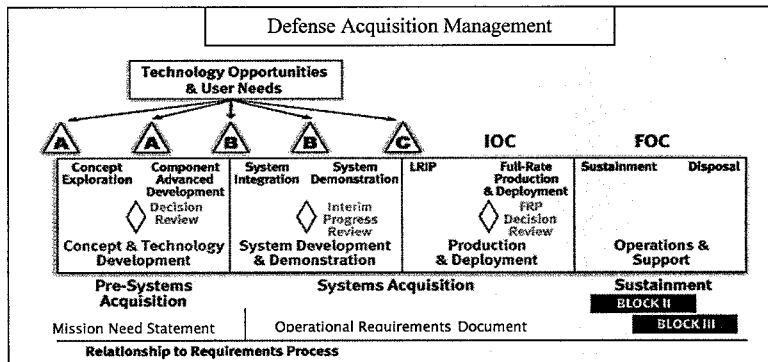 Defense Acquisition Management
Technology Opportunities
& User Needs
A
A
B
B
C
IOC
FOC
Concept
Exploration
Component
Advanced
Development
System
Integration
System
Demonstration
LRIP
Full-Rate
Production
& Deployment
Sustainment
Disposal
Decision
Review
Interim
Progress
Review
FRP
Decision
Review
Concept & Technology
Development
System Development
& Demonstration
Production
& Deployment
Operations &
Support
Pre-Systems
Acquisition
Systems Acquisition
Sustainment
BLOCK II
BLOCK III
Mission Need Statement
Operational Requirements Document
Relationship to Requirements Process